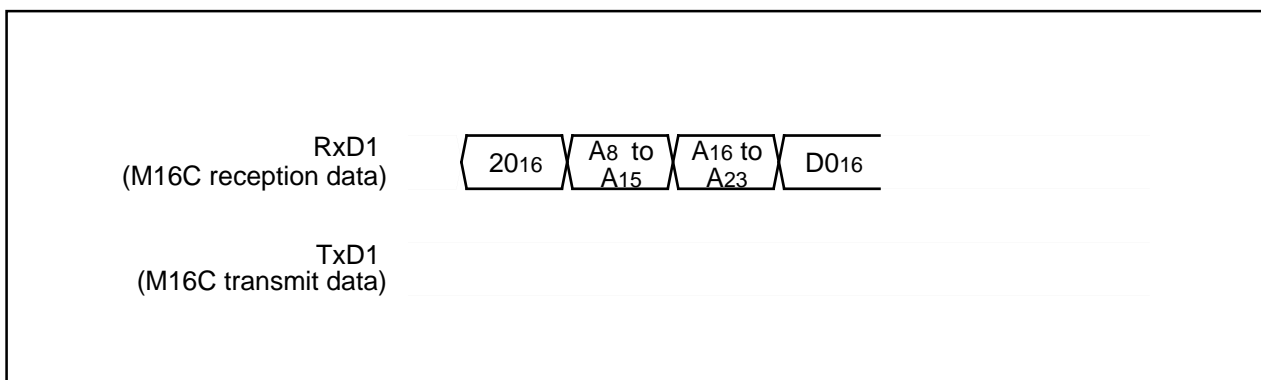 RxD1
(M16C reception data)
2016
A8 to
A15
A16 to
A23
D016
TxD1
(M16C transmit data)